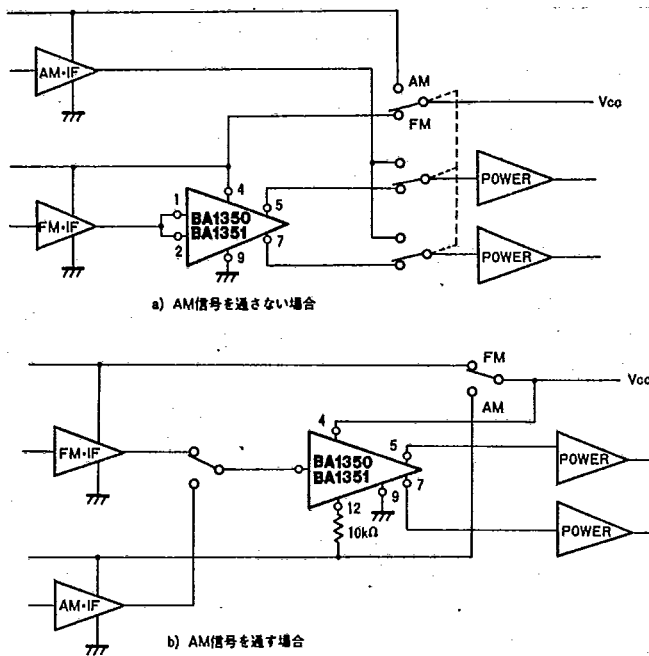 AM・IF
AM
FM
Vcc
FM・IF
1
2
4
BA1350
BA1351
5
7
9
POWER
POWER
a) AM信号を通さない場合
FM
AM
Vcc
FM・IF
4
BA1350
BA1351
5
7
9
12
10kΩ
POWER
POWER
AM・IF
b) AM信号を通す場合